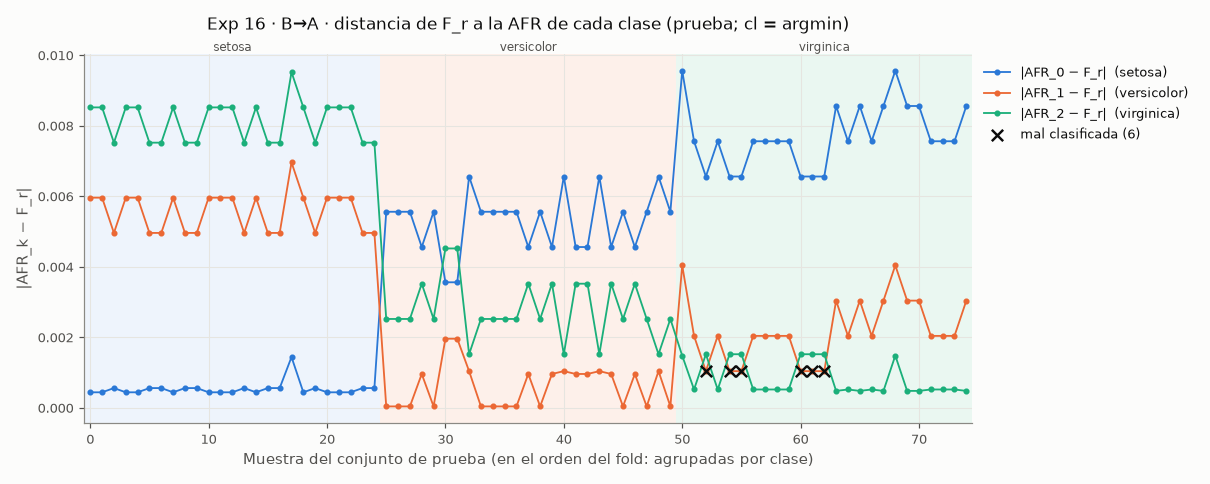 Exp 16 · B→A · distancia de F_r a la AFR de cada clase (prueba; cl = argmin)
setosa
versicolor
virginica
|AFR_0 − F_r| (setosa)
|AFR_1 − F_r| (versicolor)
|AFR_2 − F_r| (virginica)
mal clasificada (6)
|AFR_k − F_r|
0.010
0.008
0.006
0.004
0.002
0.000
0
10
20
30
40
50
60
70
Muestra del conjunto de prueba (en el orden del fold: agrupadas por clase)